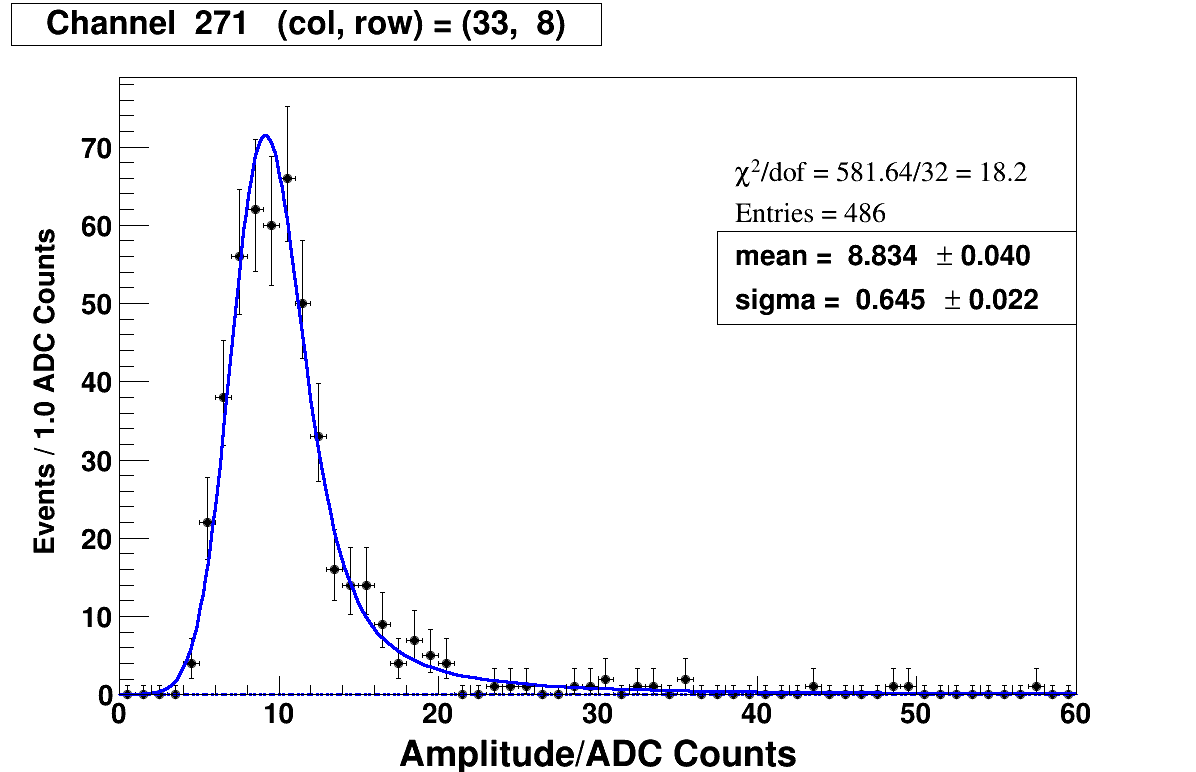 Channel  271   (col, row) = (33,  8)
χ²/dof = 581.64/32 = 18.2
Entries = 486
mean =  8.834  ± 0.040
sigma =  0.645  ± 0.022
Events / 1.0 ADC Counts
70
60
50
40
30
20
10
0
0 10 20 30 40 50 60
Amplitude/ADC Counts